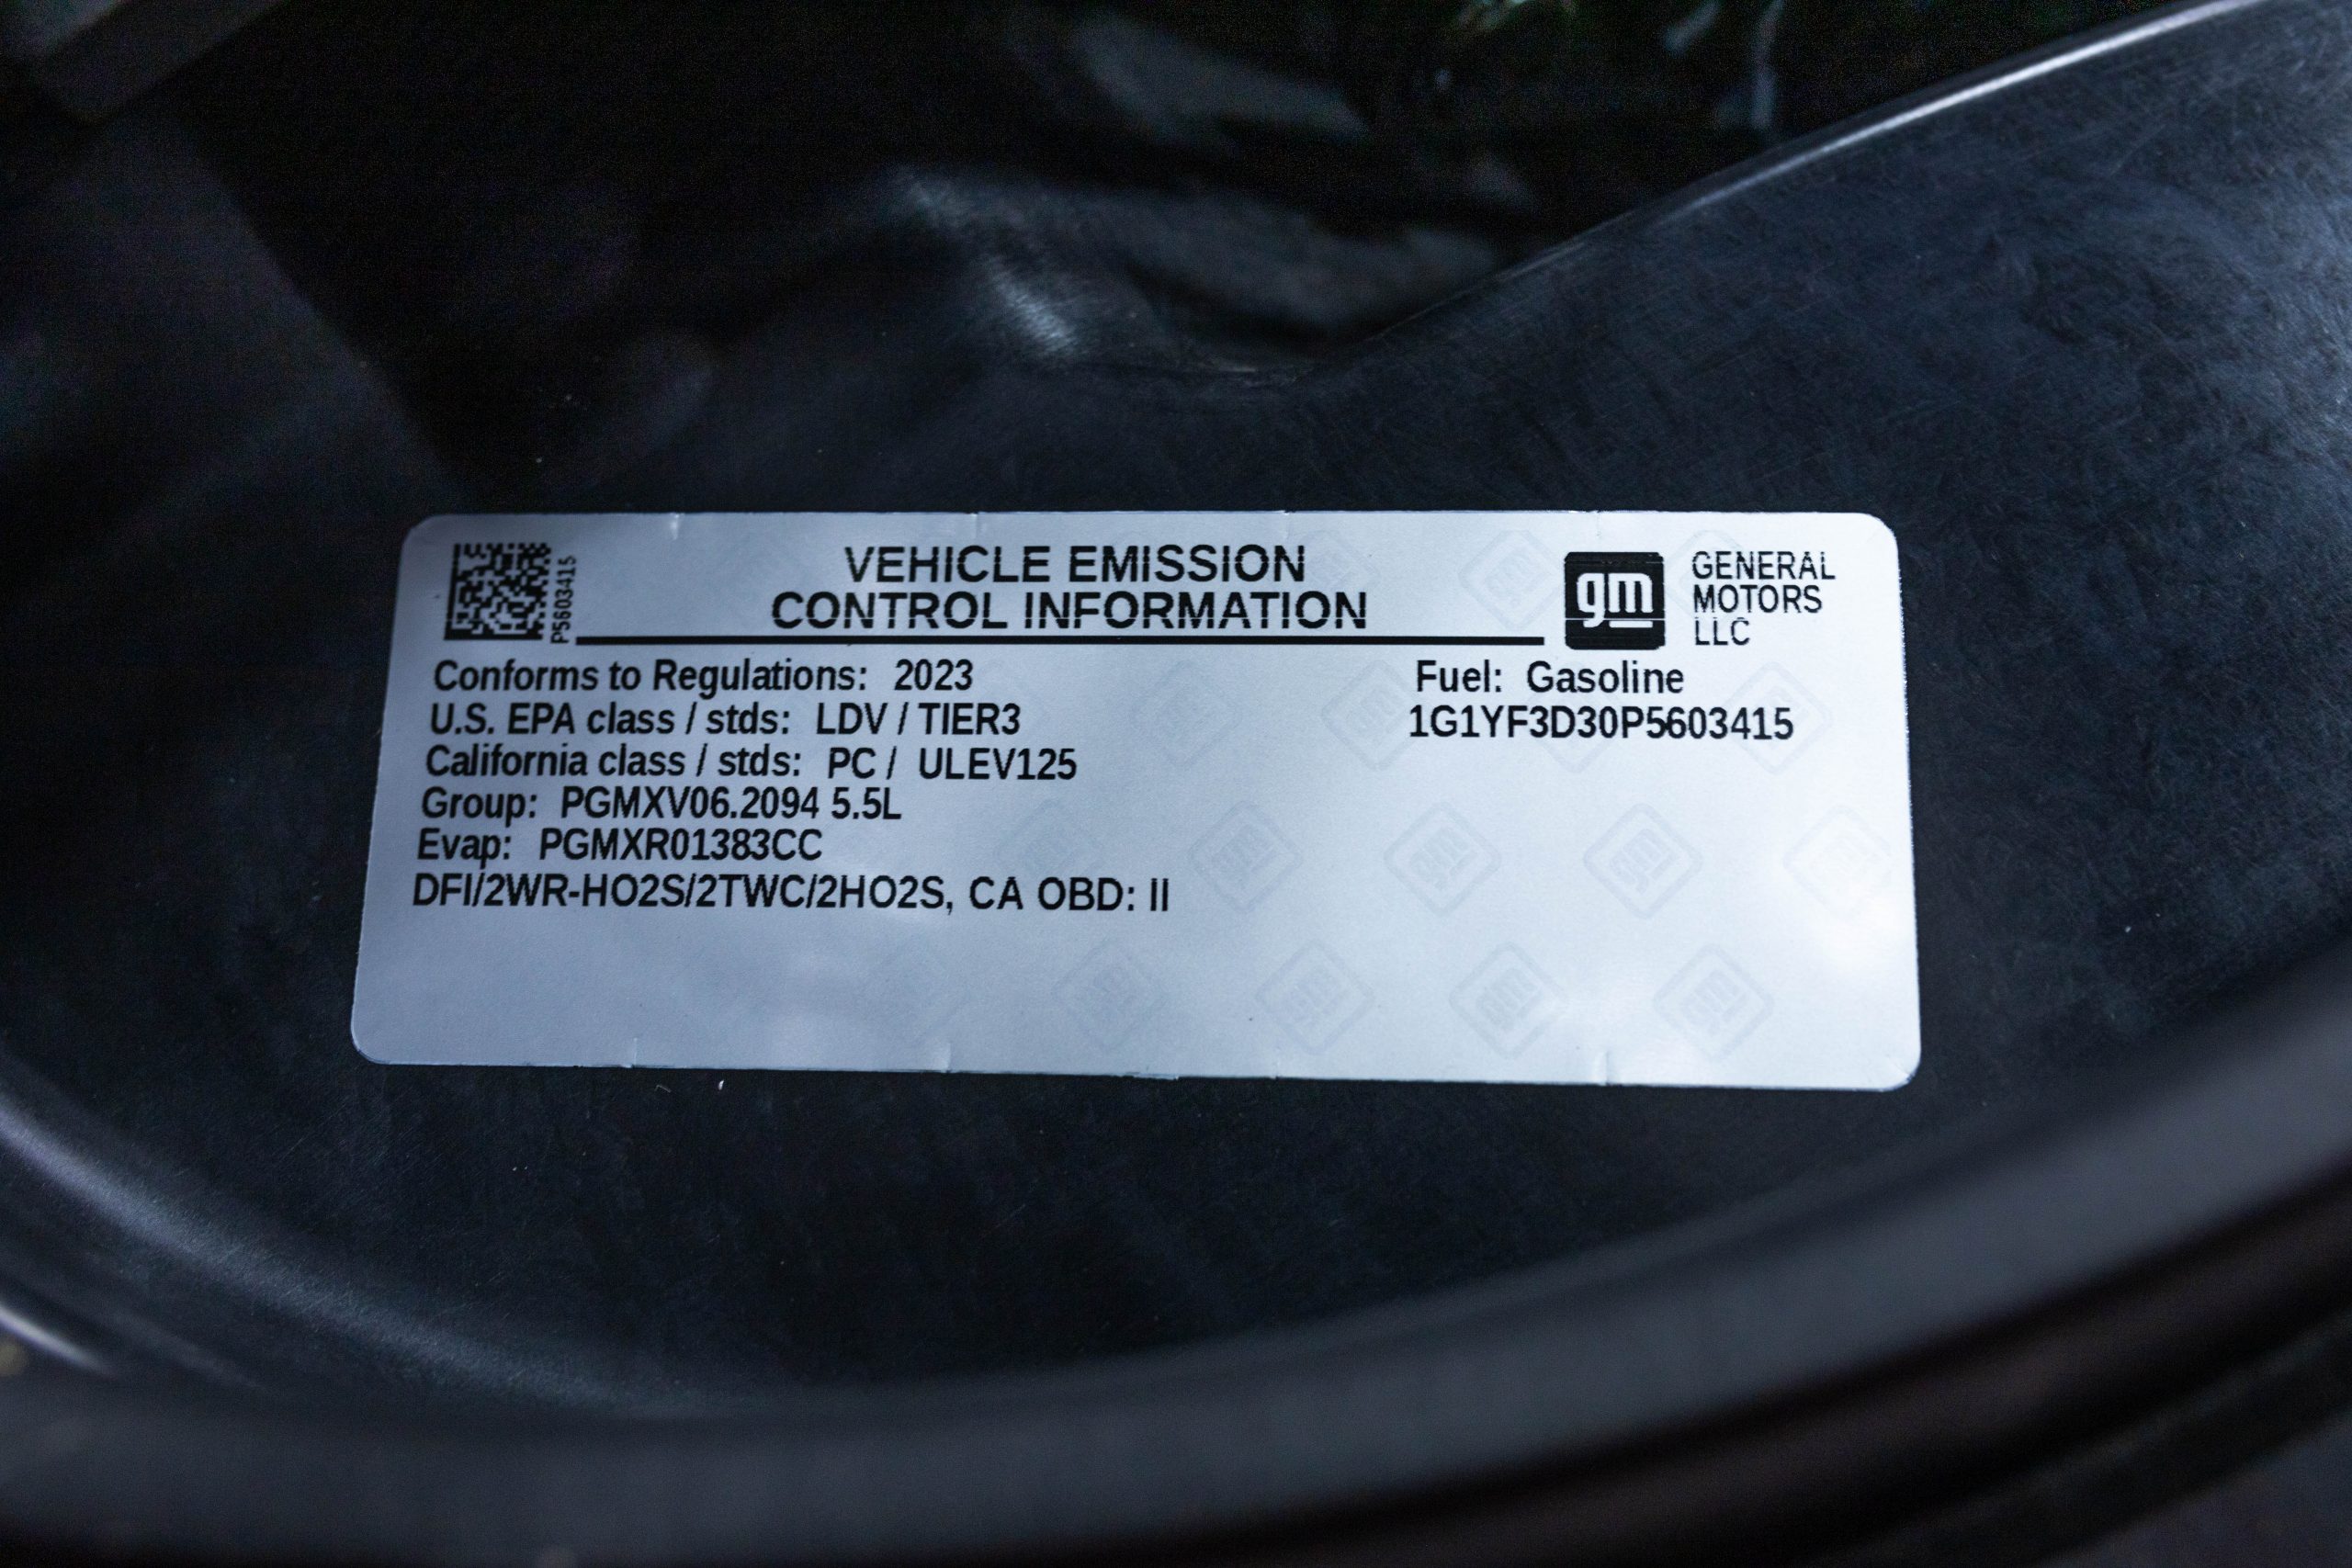 P5603415
VEHICLE EMISSION
CONTROL INFORMATION
gm
GENERAL
MOTORS
LLC
Conforms to Regulations: 2023
U.S. EPA class / stds: LDV / TIER3
California class / stds: PC / ULEV125
Group: PGMXV06.2094 5.5L
Evap: PGMXR01383CC
DFI/2WR-HO2S/2TWC/2HO2S, CA OBD: II
Fuel: Gasoline
1G1YF3D30P5603415